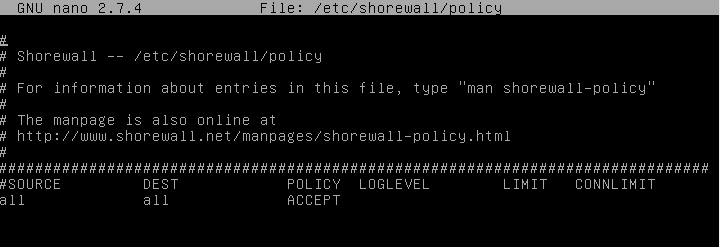 GNU nano 2.7.4 File: /etc/shorewall/policy
#
# Shorewall -- /etc/shorewall/policy
#
# For information about entries in this file, type "man shorewall-policy"
#
# The manpage is also online at
# http://www.shorewall.net/manpages/shorewall-policy.html
#
###############################################################################
#SOURCE DEST POLICY LOGLEVEL LIMIT CONNLIMIT
all all ACCEPT